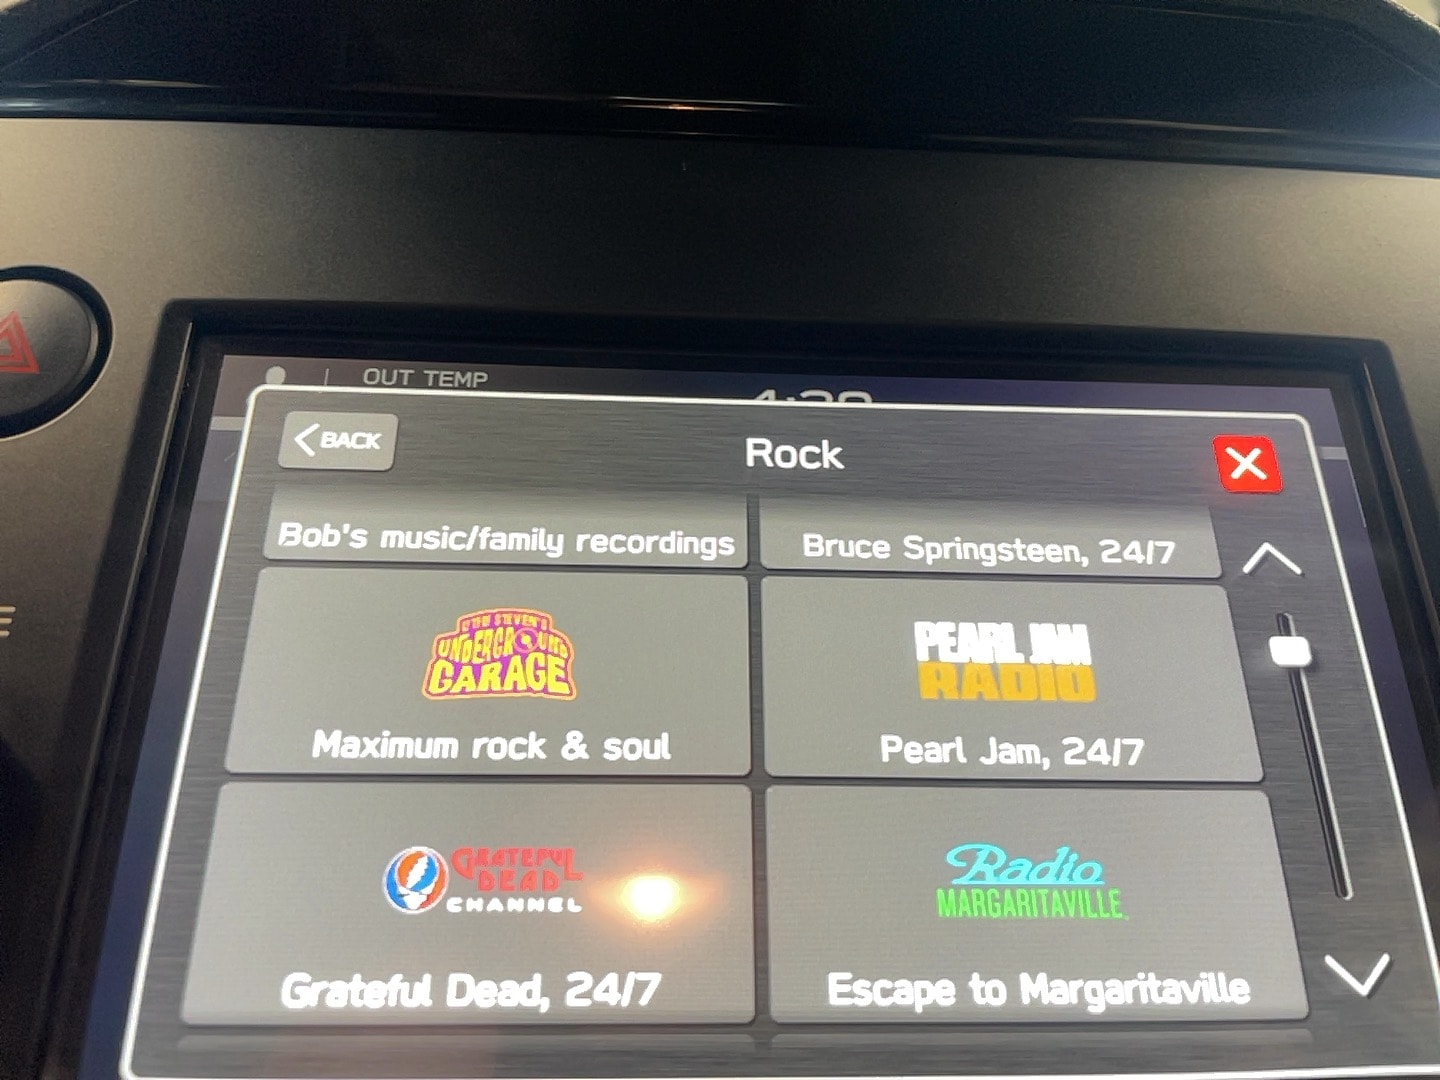 OUT TEMP
BACK
Rock
Bob's music/family recordings
Bruce Springsteen, 24/7
UNDERGROUND
GARAGE
Maximum rock & soul
PEARL JAM
RADIO
Pearl Jam, 24/7
GRATEFUL
DEAD
CHANNEL
Grateful Dead, 24/7
Radio
MARGARITAVILLE
Escape to Margaritaville